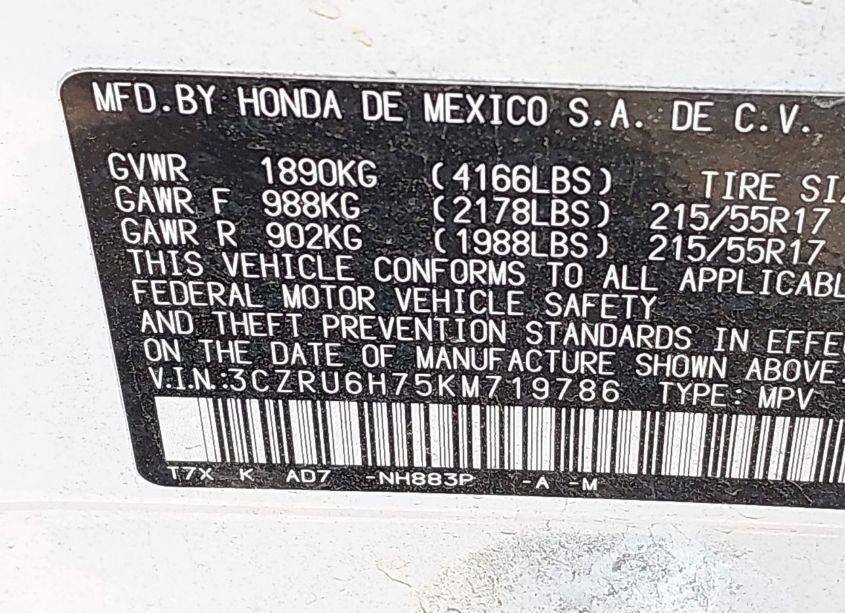 MFD.BY HONDA DE MEXICO S.A. DE C.V.
GVWR 1890KG (4166LBS) TIRE SIZ
GAWR F 988KG (2178LBS) 215/55R17
GAWR R 902KG (1988LBS) 215/55R17
THIS VEHICLE CONFORMS TO ALL APPLICABL
FEDERAL MOTOR VEHICLE SAFETY
AND THEFT PREVENTION STANDARDS IN EFFEC
ON THE DATE OF MANUFACTURE SHOWN ABOVE.
V.I.N.:3CZRU6H75KM719786 TYPE: MPV
T7X K AD7 -NH883P -A -M